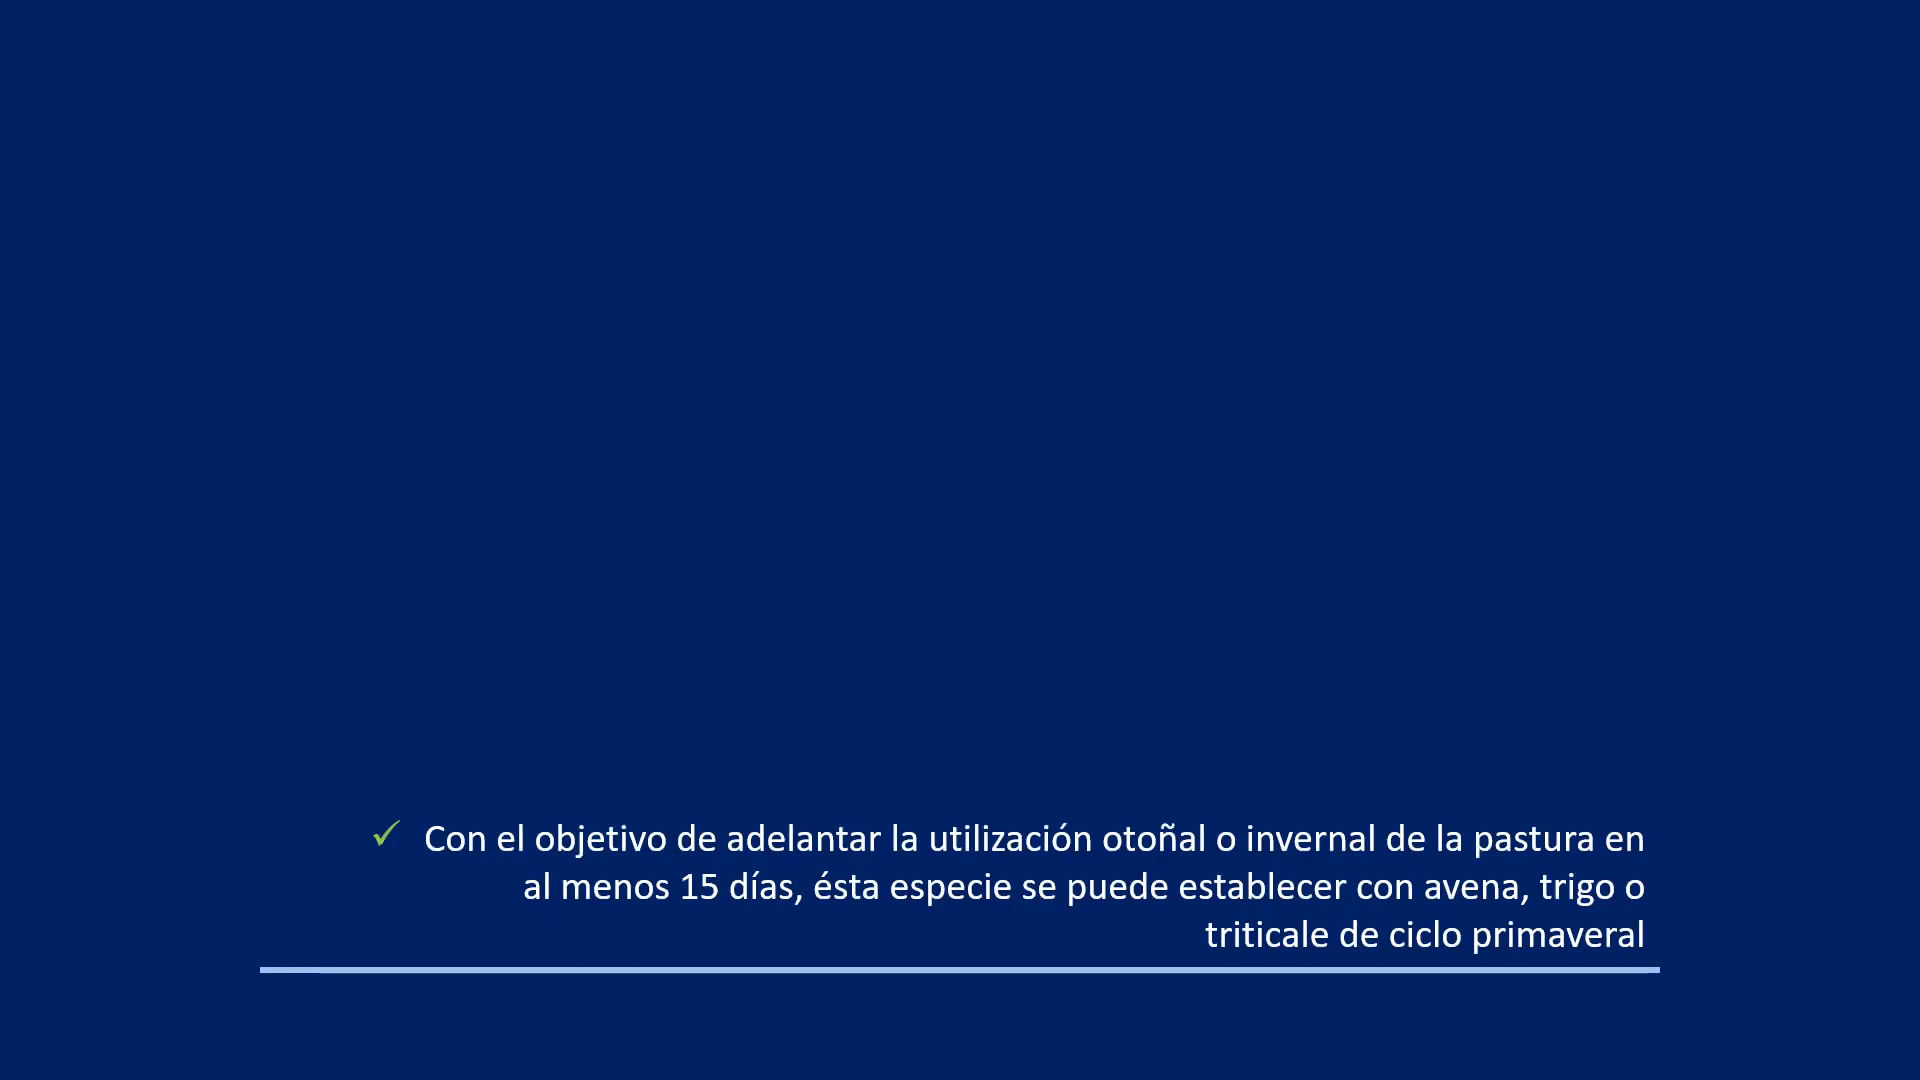 ✓ Con el objetivo de adelantar la utilización otoñal o invernal de la pastura en
al menos 15 días, ésta especie se puede establecer con avena, trigo o
triticale de ciclo primaveral